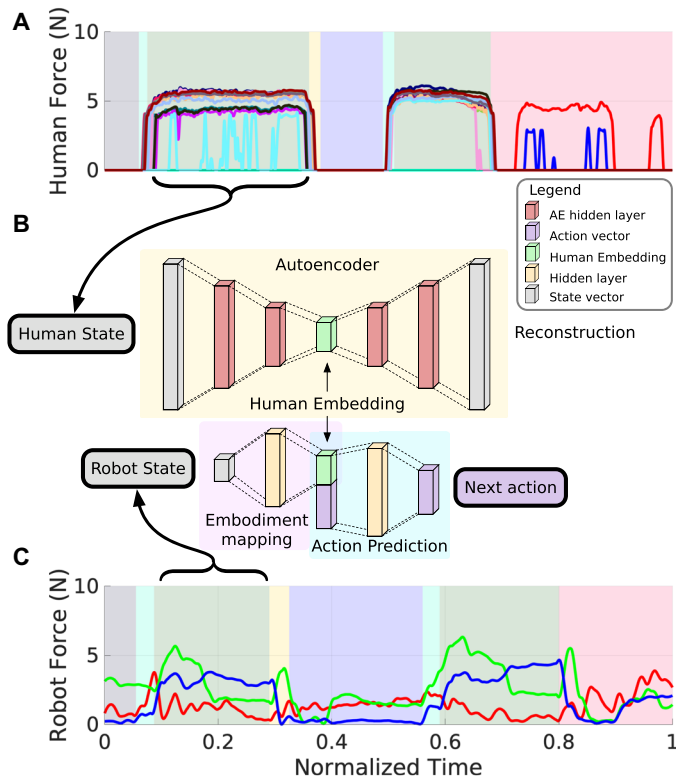 A
Human Force (N)
10
5
0
Legend
AE hidden layer
Action vector
Human Embedding
Hidden layer
State vector
B
Autoencoder
Human State
Reconstruction
Human Embedding
Robot State
Next action
Embodiment
mapping
Action Prediction
C
Robot Force (N)
10
5
0
0
0.2
0.4
0.6
0.8
1
Normalized Time